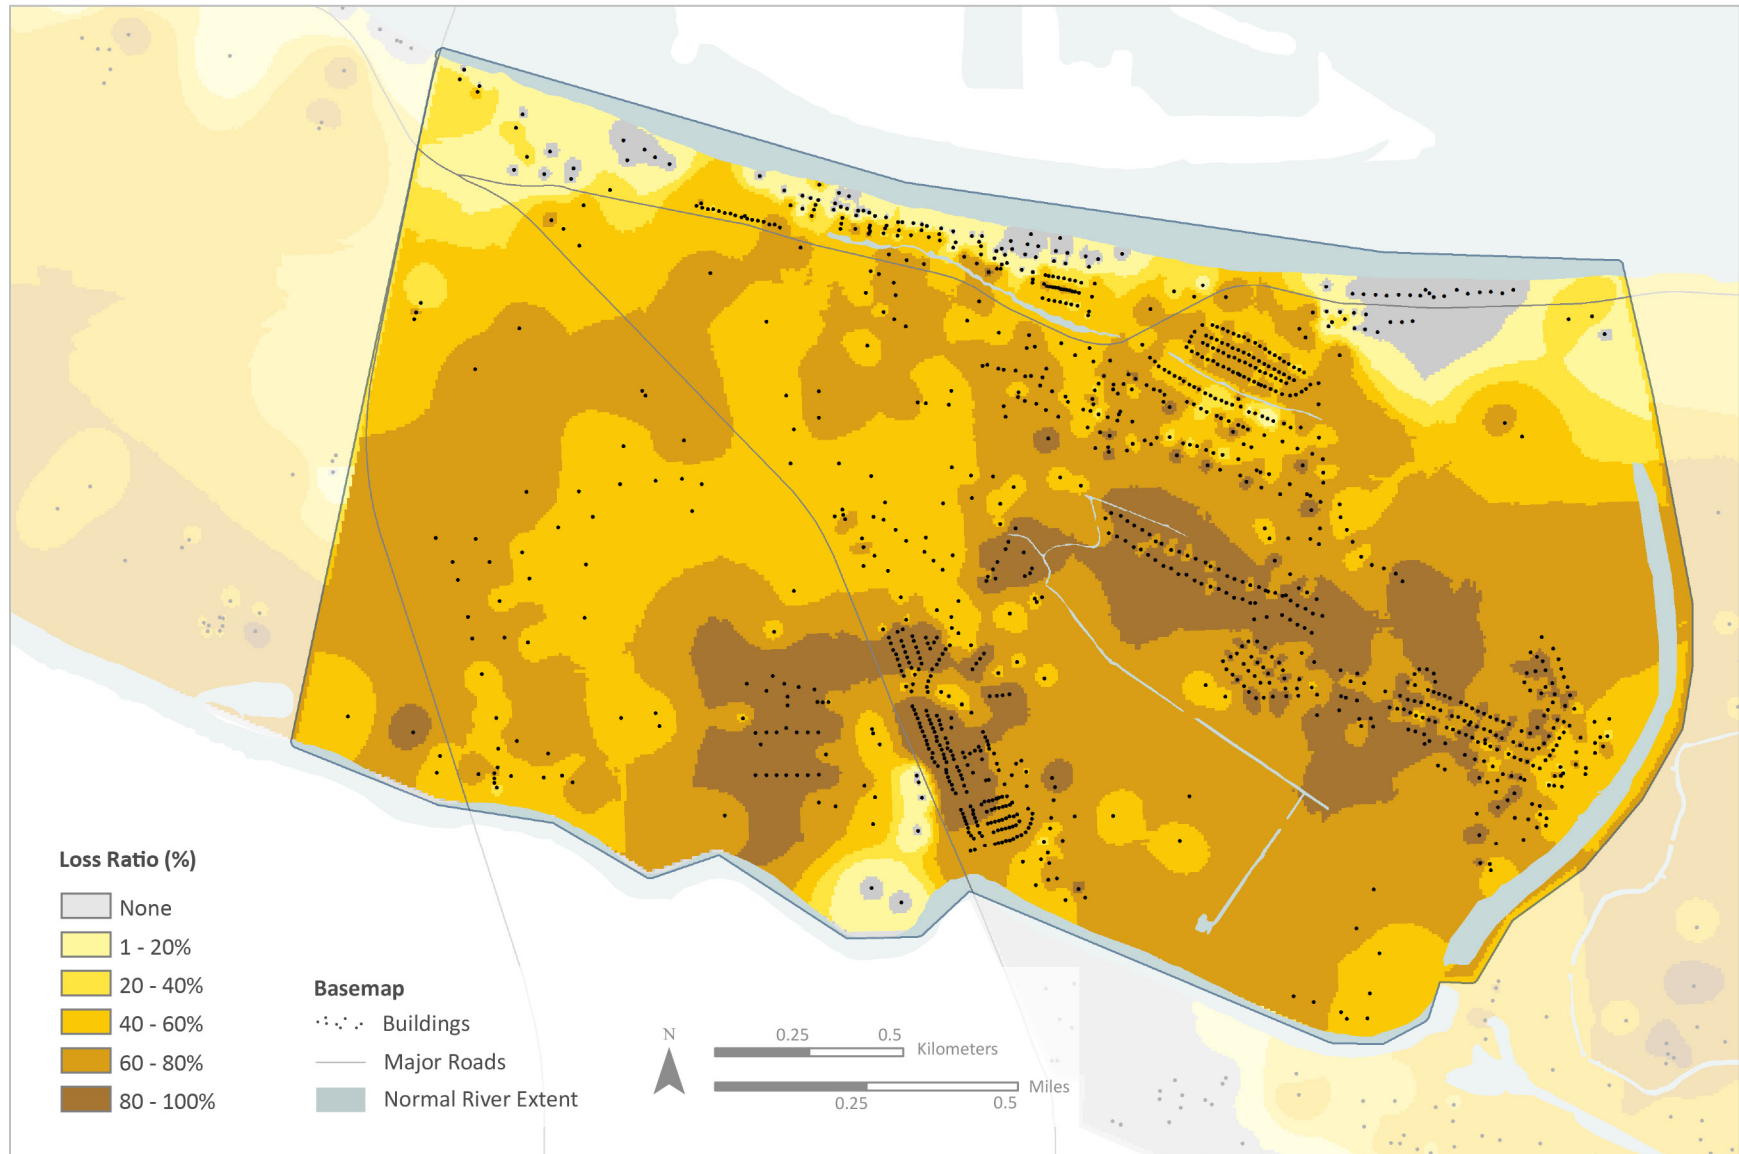 Loss Ratio (%)
None
1 - 20%
20 - 40%
40 - 60%
60 - 80%
80 - 100%
Basemap
Buildings
Major Roads
Normal River Extent
N
0.25 0.5
Kilometers
Miles
0.25 0.5